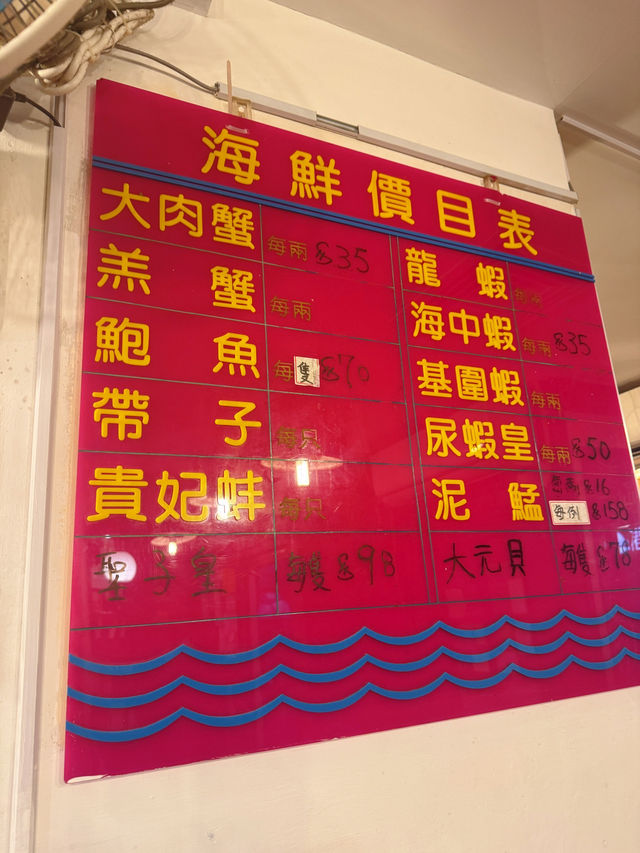 海鮮價目表
大肉蟹 每兩 $35
羔蟹 每兩
鮑魚 每隻 $70
帶子 每只
貴妃蚌 每只
聖子皇 每隻 $93
龍蝦 每兩
海中蝦 每兩 $35
基圍蝦 每兩
尿蝦皇 每兩 $50
泥鯭 每兩 $16
每例 $158
大元貝 每隻 $78